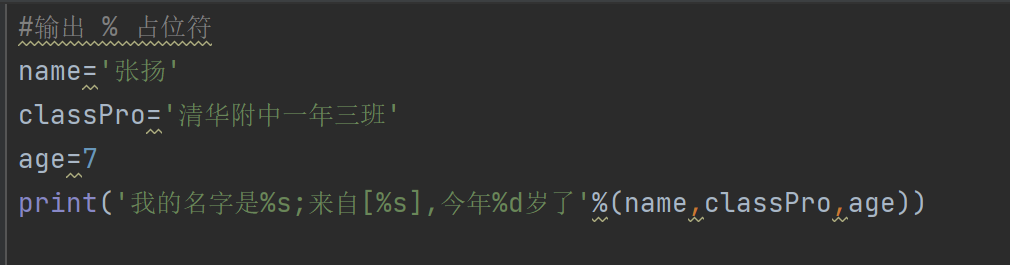 #输出 % 占位符
name='张扬'
classPro='清华附中一年三班'
age=7
print('我的名字是%s;来自[%s],今年%d岁了'%(name,classPro,age))